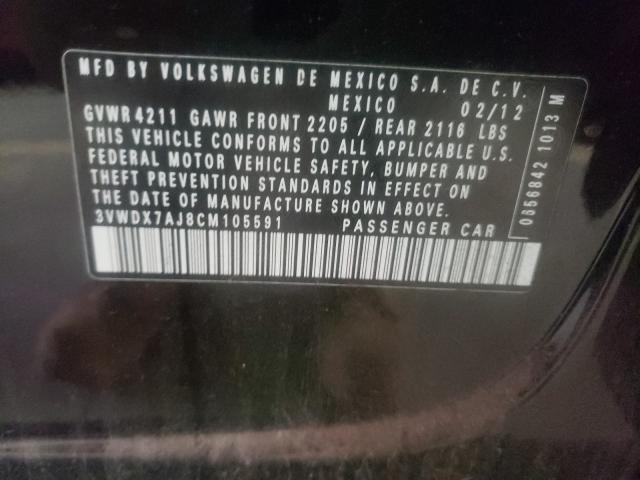 MFD BY VOLKSWAGEN DE MEXICO S.A. DE C.V.
MEXICO 02/12
GVWR 4211 GAWR FRONT 2205 / REAR 2116 LBS
THIS VEHICLE CONFORMS TO ALL APPLICABLE U.S.
FEDERAL MOTOR VEHICLE SAFETY, BUMPER AND
THEFT PREVENTION STANDARDS IN EFFECT ON
THE DATE OF MANUFACTURE SHOWN ABOVE.
3VWDX7AJ8CM105591 PASSENGER CAR
0656842 1013 M